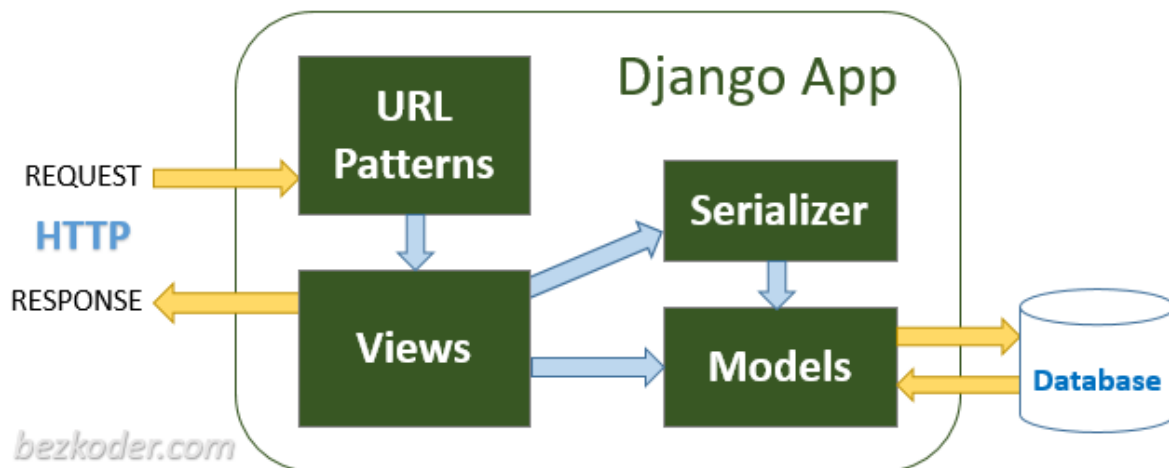 Django App
URL
Patterns
REQUEST
HTTP
RESPONSE
Serializer
Views
Models
Database
bezkoder.com